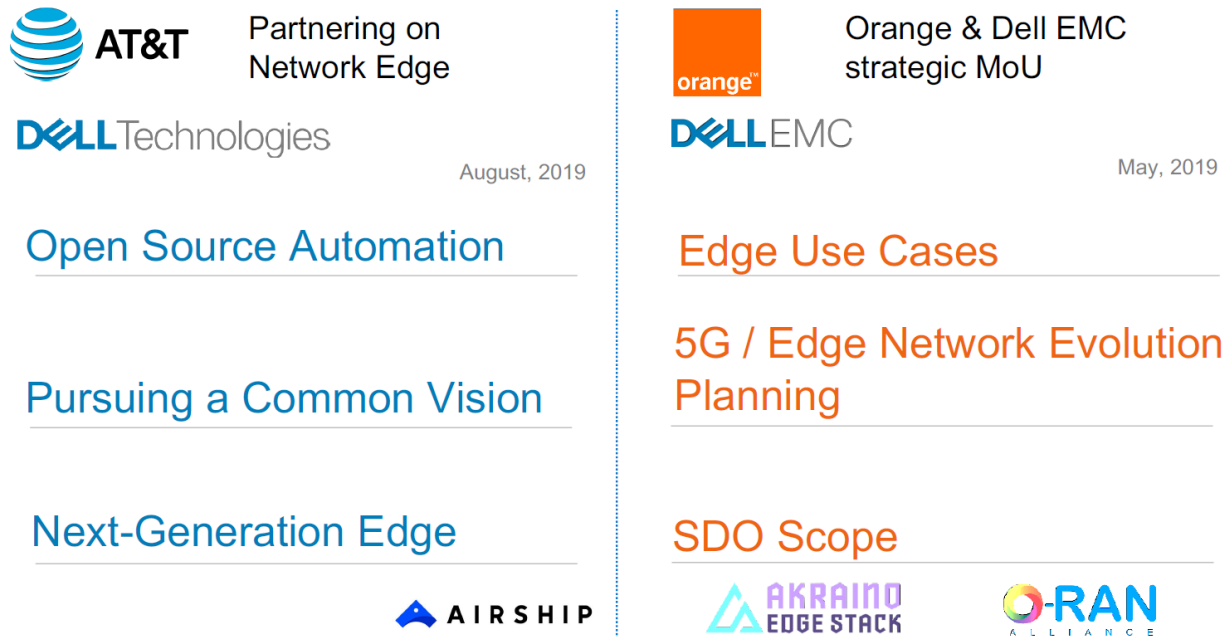 AT&T
Partnering on
Network Edge
DELLTechnologies
August, 2019
Open Source Automation
Pursuing a Common Vision
Next-Generation Edge
AIRSHIP
orange™
Orange & Dell EMC
strategic MoU
DELLEMC
May, 2019
Edge Use Cases
5G / Edge Network Evolution
Planning
SDO Scope
AKRAINO
EDGE STACK
O-RAN
ALLIANCE